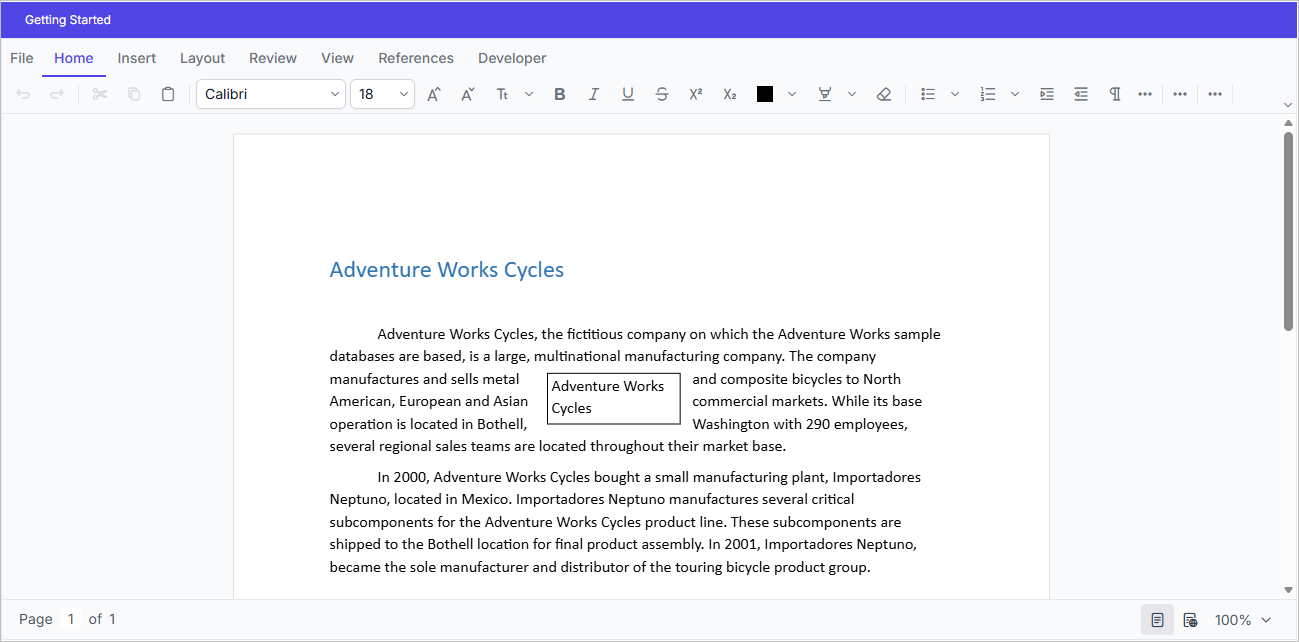 Getting Started
File Home Insert Layout Review View References Developer
Calibri 18
Adventure Works Cycles
Adventure Works Cycles, the fictitious company on which the Adventure Works sample
databases are based, is a large, multinational manufacturing company. The company
manufactures and sells metal and composite bicycles to North
American, European and Asian commercial markets. While its base
operation is located in Bothell, Washington with 290 employees,
Adventure Works
Cycles
several regional sales teams are located throughout their market base.
In 2000, Adventure Works Cycles bought a small manufacturing plant, Importadores
Neptuno, located in Mexico. Importadores Neptuno manufactures several critical
subcomponents for the Adventure Works Cycles product line. These subcomponents are
shipped to the Bothell location for final product assembly. In 2001, Importadores Neptuno,
became the sole manufacturer and distributor of the touring bicycle product group.
Page 1 of 1 100%